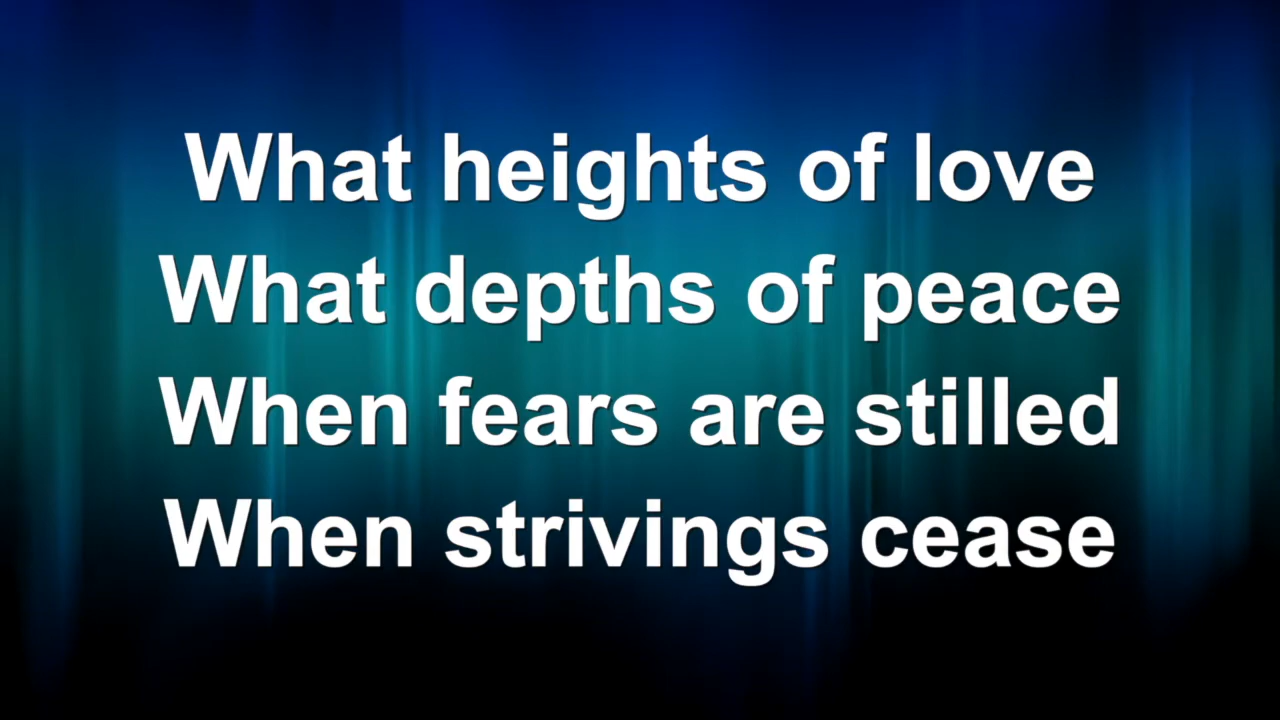 What heights of love
What depths of peace
When fears are stilled
When strivings cease